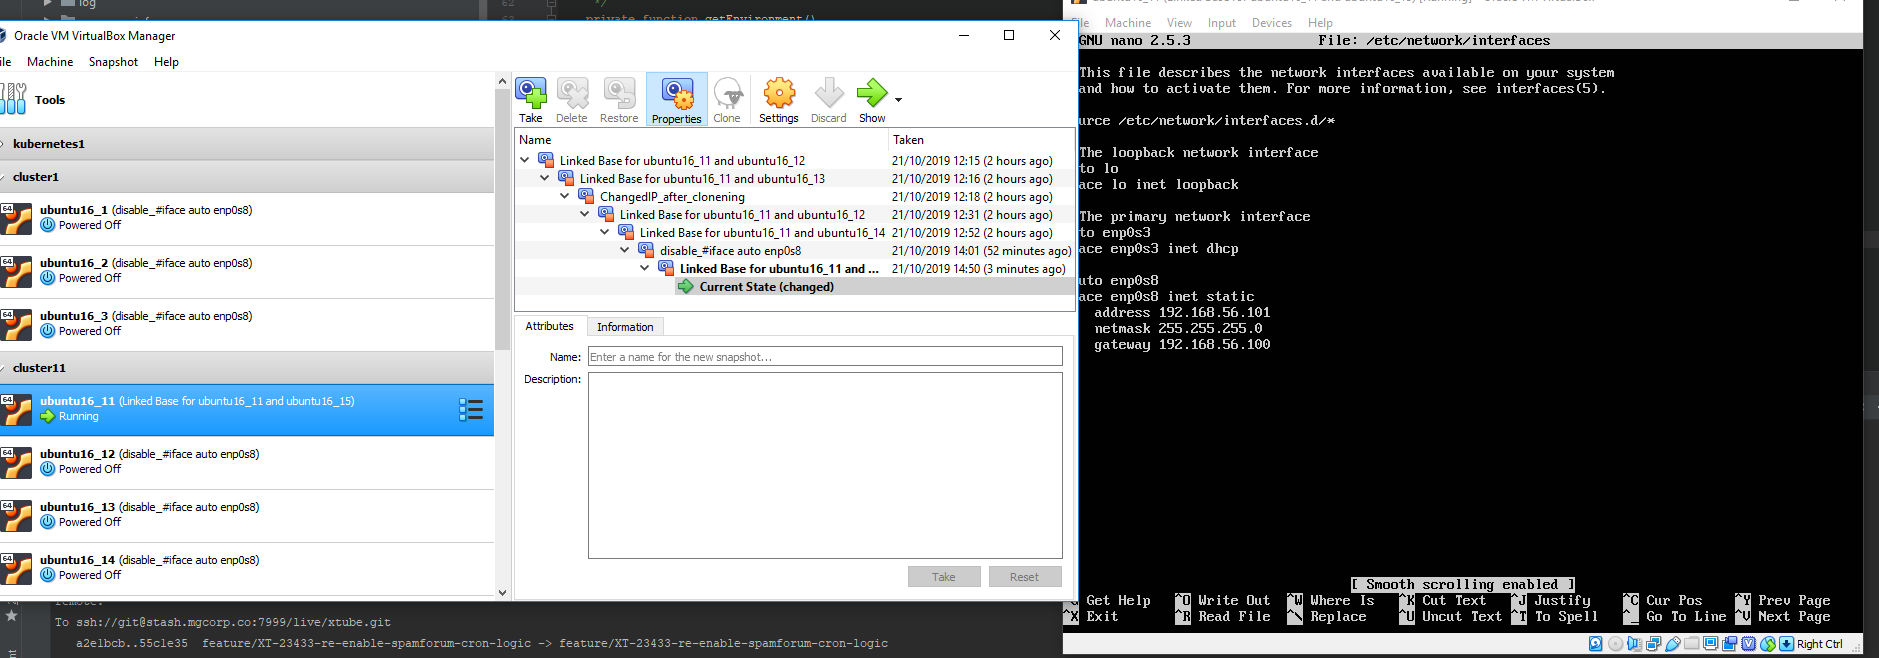 log
62
*/
63
private function getEnvironment()
Oracle VM VirtualBox Manager
ile Machine Snapshot Help
Tools
kubernetes1
cluster1
64
ubuntu16_1 (disable_#iface auto enp0s8)
Powered Off
64
ubuntu16_2 (disable_#iface auto enp0s8)
Powered Off
64
ubuntu16_3 (disable_#iface auto enp0s8)
Powered Off
cluster11
64
ubuntu16_11 (Linked Base for ubuntu16_11 and ubuntu16_15)
Running
64
ubuntu16_12 (disable_#iface auto enp0s8)
Powered Off
64
ubuntu16_13 (disable_#iface auto enp0s8)
Powered Off
64
ubuntu16_14 (disable_#iface auto enp0s8)
Powered Off
Take Delete Restore Properties Clone Settings Discard Show
Name Taken
Linked Base for ubuntu16_11 and ubuntu16_12 21/10/2019 12:15 (2 hours ago)
Linked Base for ubuntu16_11 and ubuntu16_13 21/10/2019 12:16 (2 hours ago)
ChangedIP_after_clonening 21/10/2019 12:18 (2 hours ago)
Linked Base for ubuntu16_11 and ubuntu16_12 21/10/2019 12:31 (2 hours ago)
Linked Base for ubuntu16_11 and ubuntu16_14 21/10/2019 12:52 (2 hours ago)
disable_#iface auto enp0s8 21/10/2019 14:01 (52 minutes ago)
Linked Base for ubuntu16_11 and ... 21/10/2019 14:50 (3 minutes ago)
Current State (changed)
Attributes Information
Name: Enter a name for the new snapshot...
Description:
Take Reset
remote:
To ssh://git@stash.mgcorp.co:7999/live/xtube.git
a2e1bcb..55c1e35 feature/XT-23433-re-enable-spamforum-cron-logic -> feature/XT-23433-re-enable-spamforum-cron-logic
le Machine View Input Devices Help
GNU nano 2.5.3 File: /etc/network/interfaces
This file describes the network interfaces available on your system
and how to activate them. For more information, see interfaces(5).
urce /etc/network/interfaces.d/*
The loopback network interface
to lo
ace lo inet loopback
The primary network interface
to enp0s3
ace enp0s3 inet dhcp
uto enp0s8
ace enp0s8 inet static
address 192.168.56.101
netmask 255.255.255.0
gateway 192.168.56.100
[ Smooth scrolling enabled ]
Get Help ^O Write Out ^W Where Is ^K Cut Text ^J Justify ^C Cur Pos ^Y Prev Page
^X Exit ^R Read File ^\ Replace ^U Uncut Text ^T To Spell ^_ Go To Line ^V Next Page
Right Ctrl